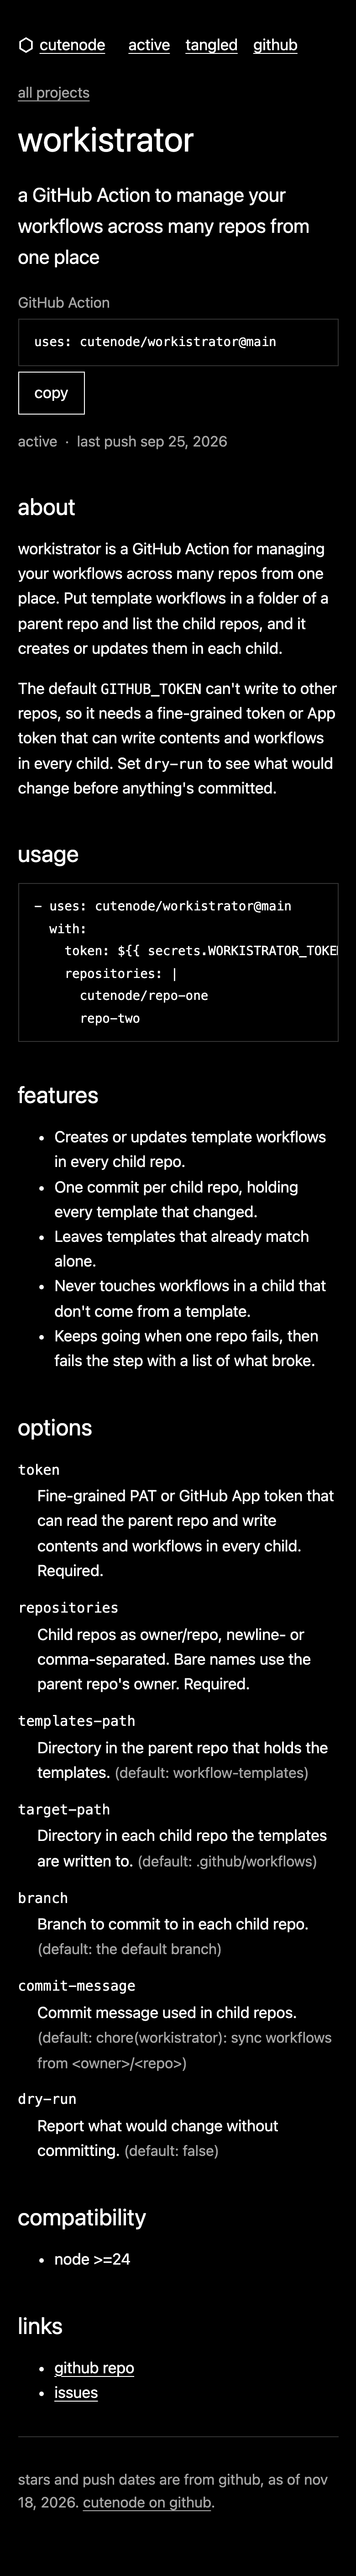 cutenode active tangled github
all projects
workistrator
a GitHub Action to manage your
workflows across many repos from
one place
GitHub Action
uses: cutenode/workistrator@main
copy
active · last push sep 25, 2026
about
workistrator is a GitHub Action for managing
your workflows across many repos from one
place. Put template workflows in a folder of a
parent repo and list the child repos, and it
creates or updates them in each child.
The default GITHUB_TOKEN can't write to other
repos, so it needs a fine-grained token or App
token that can write contents and workflows
in every child. Set dry-run to see what would
change before anything's committed.
usage
- uses: cutenode/workistrator@main
with:
token: ${{ secrets.WORKISTRATOR_TOKE
repositories: |
cutenode/repo-one
repo-two
features
• Creates or updates template workflows
in every child repo.
• One commit per child repo, holding
every template that changed.
• Leaves templates that already match
alone.
• Never touches workflows in a child that
don't come from a template.
• Keeps going when one repo fails, then
fails the step with a list of what broke.
options
token
Fine-grained PAT or GitHub App token that
can read the parent repo and write
contents and workflows in every child.
Required.
repositories
Child repos as owner/repo, newline- or
comma-separated. Bare names use the
parent repo's owner. Required.
templates-path
Directory in the parent repo that holds the
templates. (default: workflow-templates)
target-path
Directory in each child repo the templates
are written to. (default: .github/workflows)
branch
Branch to commit to in each child repo.
(default: the default branch)
commit-message
Commit message used in child repos.
(default: chore(workistrator): sync workflows
from <owner>/<repo>)
dry-run
Report what would change without
committing. (default: false)
compatibility
• node >=24
links
• github repo
• issues
stars and push dates are from github, as of nov
18, 2026. cutenode on github.